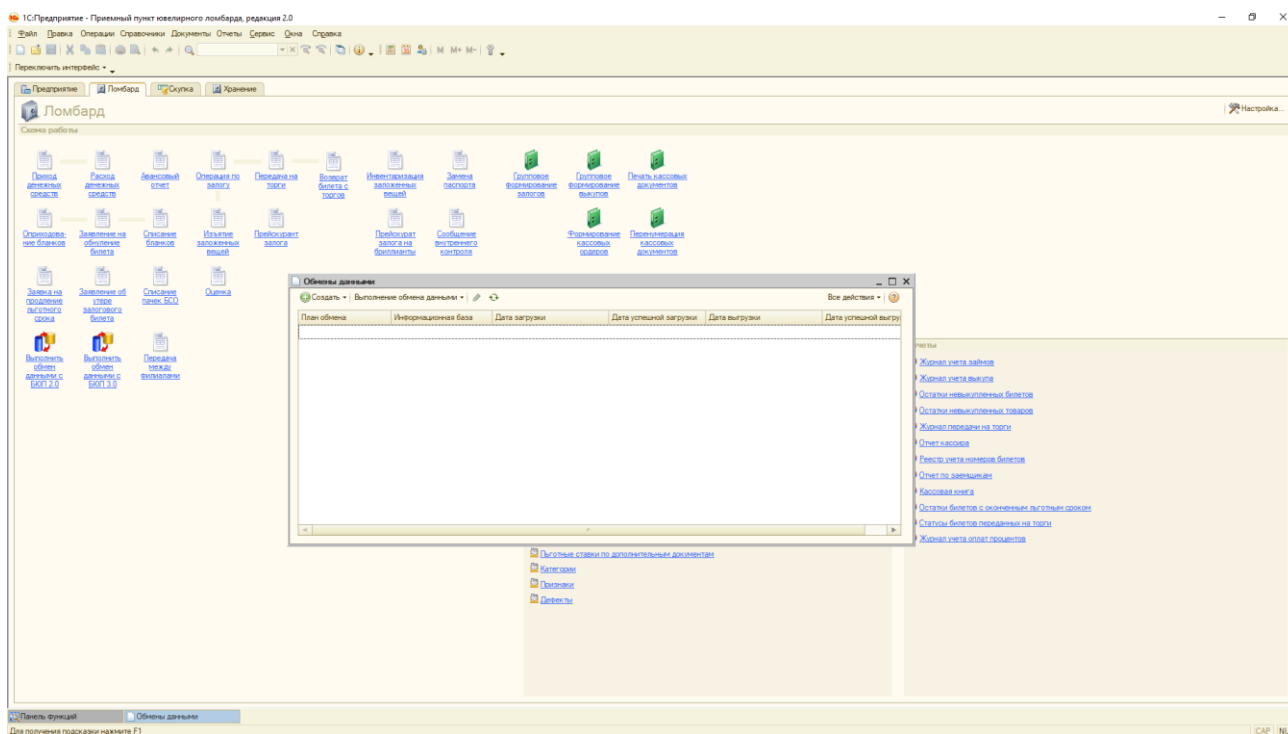 1С:Предприятие - Приемный пункт ювелирного ломбарда, редакция 2.0
Файл Правка Операции Справочники Документы Отчеты Сервис Окна Справка
M M+ M-
Переключить интерфейс
Предприятие Ломбард Скупка Хранение
Ломбард
Настройка...
Схема работы
Приход денежных средств
Расход денежных средств
Авансовый отчет
Операция по залогу
Передача на торги
Возврат билета с торгов
Инвентаризация заложенных вещей
Замена паспорта
Групповое формирование залогов
Групповое формирование выкупов
Печать кассовых документов
Оприходова-
ние бланков
Заявление на обнуление билета
Списание бланков
Изъятие заложенных вещей
Прейскурант залога
Прейскурат залога на бриллианты
Сообщение внутреннего контроля
Формирование кассовых ордеров
Перенумерация кассовых документов
Заявка на продление льготного срока
Заявление об утере залогового билета
Списание пачек БСО
Оценка
Выполнить обмен данными с БЮП 2.0
Выполнить обмен данными с БЮП 3.0
Передача между филиалами
Обмены данными
Создать Выполнение обмена данными Все действия
План обмена Информационная база Дата загрузки Дата успешной загрузки Дата выгрузки Дата успешной выгру
четы
Журнал учета займов
Журнал учета выкупа
Остатки невыкупленных билетов
Остатки невыкупленных товаров
Журнал передачи на торги
Отчет кассира
Реестр учета номеров билетов
Отчет по заемщикам
Кассовая книга
Остатки билетов с оконченным льготным сроком
Статусы билетов переданных на торги
Журнал учета оплат процентов
Льготные ставки по дополнительным документам
Категории
Признаки
Дефекты
Панель функций Обмены данными
Для получения подсказки нажмите F1
CAP NU